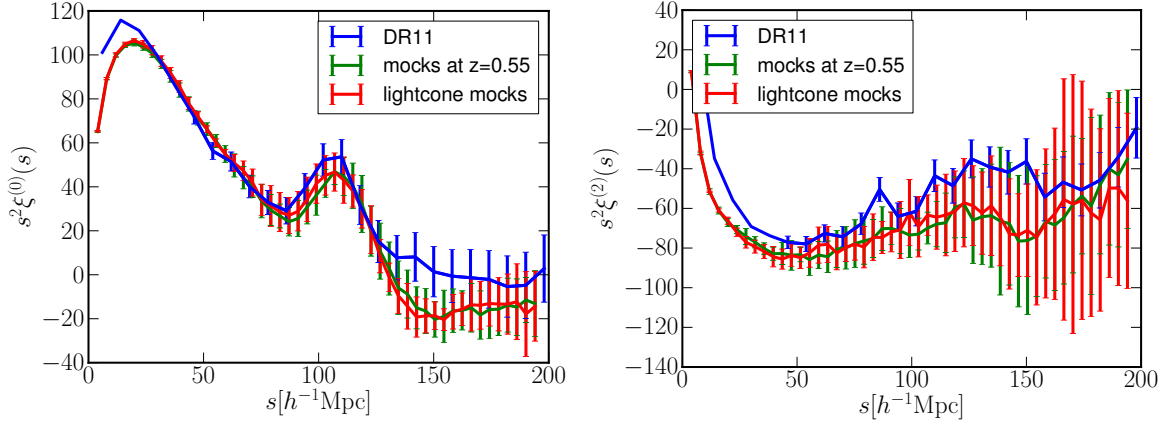 120
100
80
60
40
20
0
−20
−40
0
50
100
150
200
s²ξ⁽⁰⁾(s)
s[h⁻¹Mpc]
DR11
mocks at z=0.55
lightcone mocks
40
20
0
−20
−40
−60
−80
−100
−120
−140
0
50
100
150
200
s²ξ⁽²⁾(s)
s[h⁻¹Mpc]
DR11
mocks at z=0.55
lightcone mocks